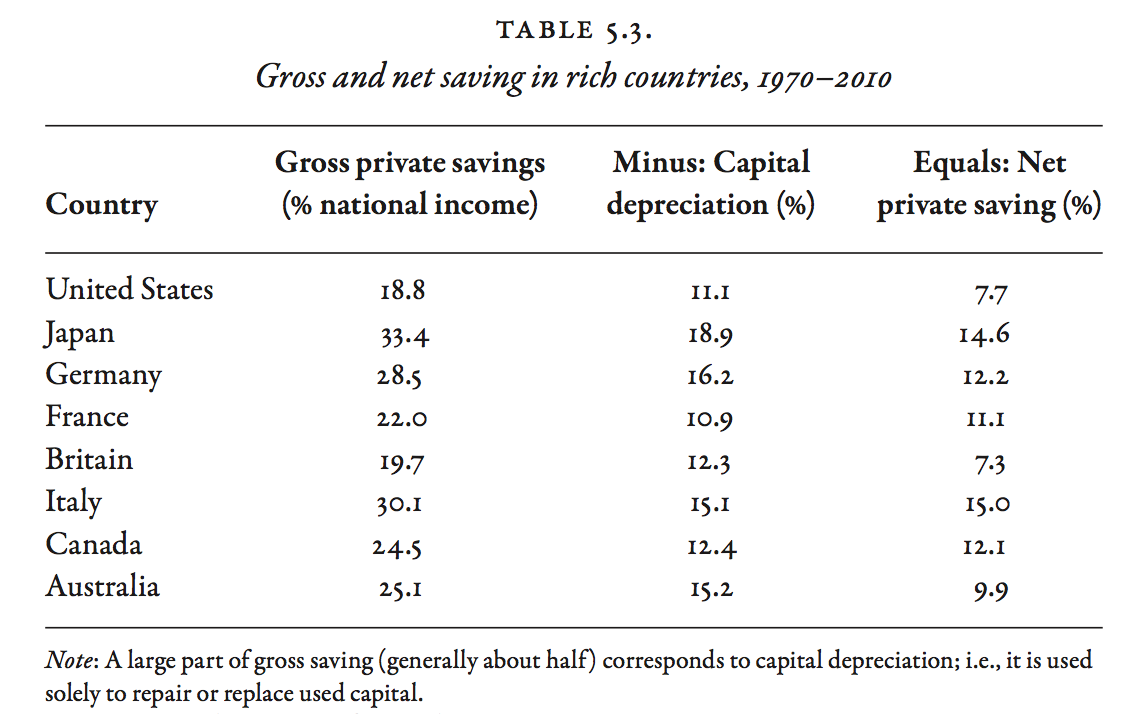 TABLE 5.3.
Gross and net saving in rich countries, 1970–2010
Country Gross private savings (% national income) Minus: Capital depreciation (%) Equals: Net private saving (%)
United States 18.8 11.1 7.7
Japan 33.4 18.9 14.6
Germany 28.5 16.2 12.2
France 22.0 10.9 11.1
Britain 19.7 12.3 7.3
Italy 30.1 15.1 15.0
Canada 24.5 12.4 12.1
Australia 25.1 15.2 9.9
Note: A large part of gross saving (generally about half) corresponds to capital depreciation; i.e., it is used
solely to repair or replace used capital.